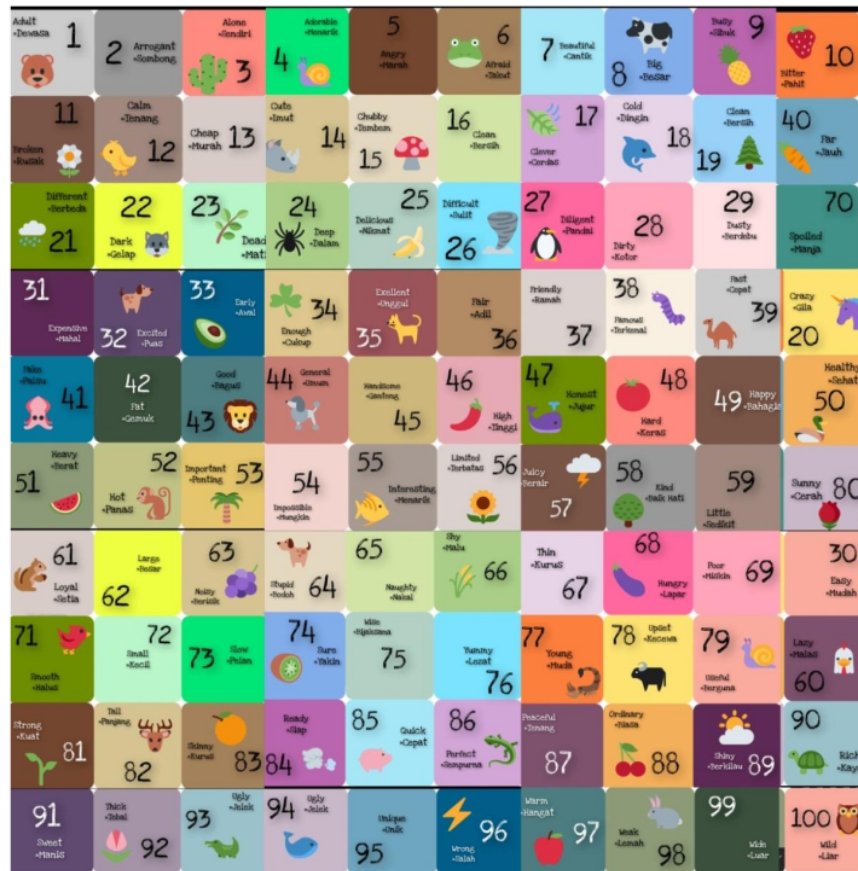 Adult
-Dewasa
1
2
Arrogant
-Sombong
Alone
-Sendiri
3
Adorable
-Menarik
4
5
Angry
-Marah
6
Afraid
-Takut
7
Beautiful
-Cantik
Big
-Besar
8
Busy
-Sibuk
9
Bitter
-Pahit
10
11
Broken
-Rusak
Calm
-Tenang
12
Cheap
-Murah
13
Cute
-Imut
14
Chubby
-Tembem
15
16
Clean
-Bersih
17
Clever
-Cerdas
Cold
-Dingin
18
Clean
-Bersih
19
40
Far
-Jauh
Different
-Berbeda
21
22
Dark
-Gelap
23
Dead
-Mati
24
Deep
-Dalam
25
Delicious
-Nikmat
Difficult
-Sulit
26
27
Diligent
-Pandai
28
Dirty
-Kotor
29
Dusty
-Berdebu
70
Spoiled
-Manja
31
Expensive
-Mahal
32
Excited
-Puas
33
Early
-Awal
34
Enough
-Cukup
Exellent
-Unggul
35
Fair
-Adil
36
Friendly
-Ramah
37
38
Famous
-Terkenal
Fast
-Cepat
39
Crazy
-Gila
20
Fake
-Palsu
41
42
Fat
-Gemuk
Good
-Bagus
43
44
General
-Umum
Handsome
-Ganteng
45
46
High
-Tinggi
47
Honest
-Jujur
48
Hard
-Keras
49
Happy
-Bahagia
Healthy
-Sehat
50
Heavy
-Berat
51
52
Hot
-Panas
Important
-Penting
53
54
Impossible
-Mungkin
55
Interesting
-Menarik
Limited
-Terbatas
56
Juicy
-Berair
57
58
Kind
-Baik Hati
59
Little
-Sedikit
Sunny
-Cerah
80
61
Loyal
-Setia
Large
-Besar
62
63
Noisy
-Berisik
Stupid
-Bodoh
64
65
Naughty
-Nakal
Shy
-Malu
66
Thin
-Kurus
67
68
Hungry
-Lapar
Poor
-Miskin
69
30
Easy
-Mudah
71
Smooth
-Halus
72
Small
-Kecil
73
Slow
-Pelan
74
Sure
-Yakin
Wise
-Bijaksana
75
Yummy
-Lezat
76
77
Young
-Muda
78
Upset
-Kecewa
79
Useful
-Berguna
Lazy
-Malas
60
Strong
-Kuat
81
Tall
-Panjang
82
Skinny
-Kurus
83
Ready
-Siap
84
85
Quick
-Cepat
86
Perfect
-Sempurna
Peaceful
-Tenang
87
Ordinary
-Biasa
88
Shiny
-Berkilau
89
90
Rich
-Kaya
91
Sweet
-Manis
Thick
-Tebal
92
93
Ugly
-Jelek
94
Ugly
-Jelek
Unique
-Unik
95
96
Wrong
-Salah
Warm
-Hangat
97
Weak
-Lemah
98
99
Wide
-Luar
100
Wild
-Liar